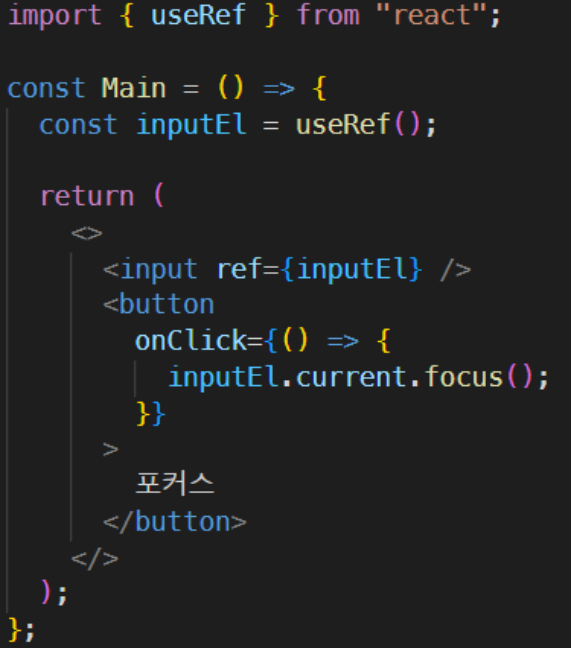 import { useRef } from "react";
const Main = () => {
const inputEl = useRef();
return (
<>
<input ref={inputEl} />
<button
onClick={() => {
inputEl.current.focus();
}}
>
포커스
</button>
</>
);
};